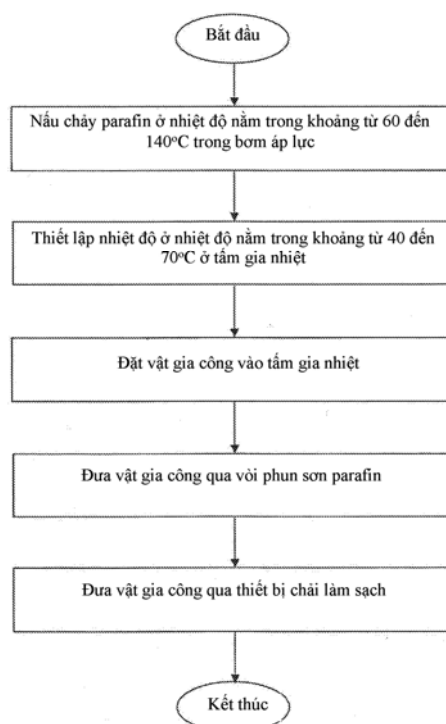 Bắt đầu
Nấu chảy parafin ở nhiệt độ nằm trong khoảng từ 60 đến
140°C trong bơm áp lực
Thiết lập nhiệt độ ở nhiệt độ nằm trong khoảng từ 40 đến
70°C ở tấm gia nhiệt
Đặt vật gia công vào tấm gia nhiệt
Đưa vật gia công qua vòi phun sơn parafin
Đưa vật gia công qua thiết bị chải làm sạch
Kết thúc